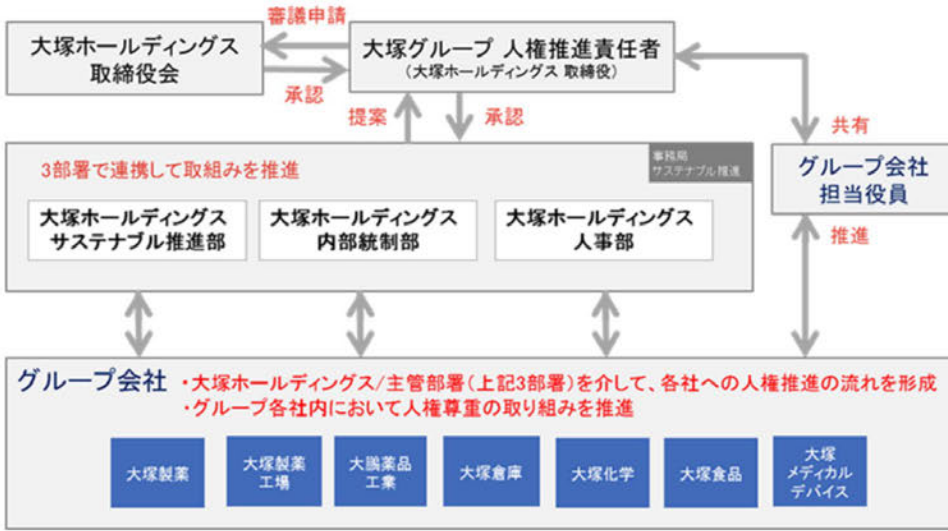 審議申請
大塚ホールディングス
取締役会
大塚グループ 人権推進責任者
(大塚ホールディングス 取締役)
承認
提案
承認
共有
3部署で連携して取組みを推進
事務局
サステナブル推進
グループ会社
担当役員
大塚ホールディングス
サステナブル推進部
大塚ホールディングス
内部統制部
大塚ホールディングス
人事部
推進
グループ会社
・大塚ホールディングス/主管部署(上記3部署)を介して、各社への人権推進の流れを形成
・グループ各社内において人権尊重の取り組みを推進
大塚製薬
大塚製薬
工場
大鵬薬品
工業
大塚倉庫
大塚化学
大塚食品
大塚
メディカル
デバイス